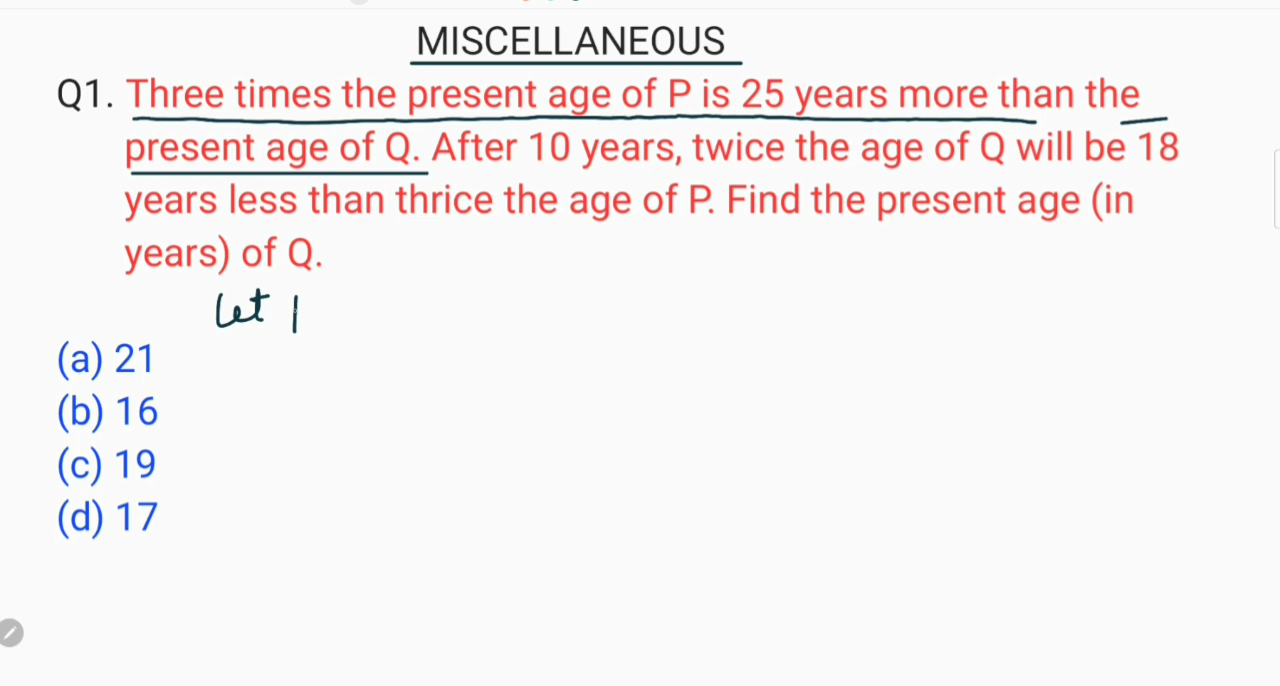 MISCELLANEOUS
Q1. Three times the present age of P is 25 years more than the
present age of Q. After 10 years, twice the age of Q will be 18
years less than thrice the age of P. Find the present age (in
years) of Q.
Let
(a) 21
(b) 16
(c) 19
(d) 17